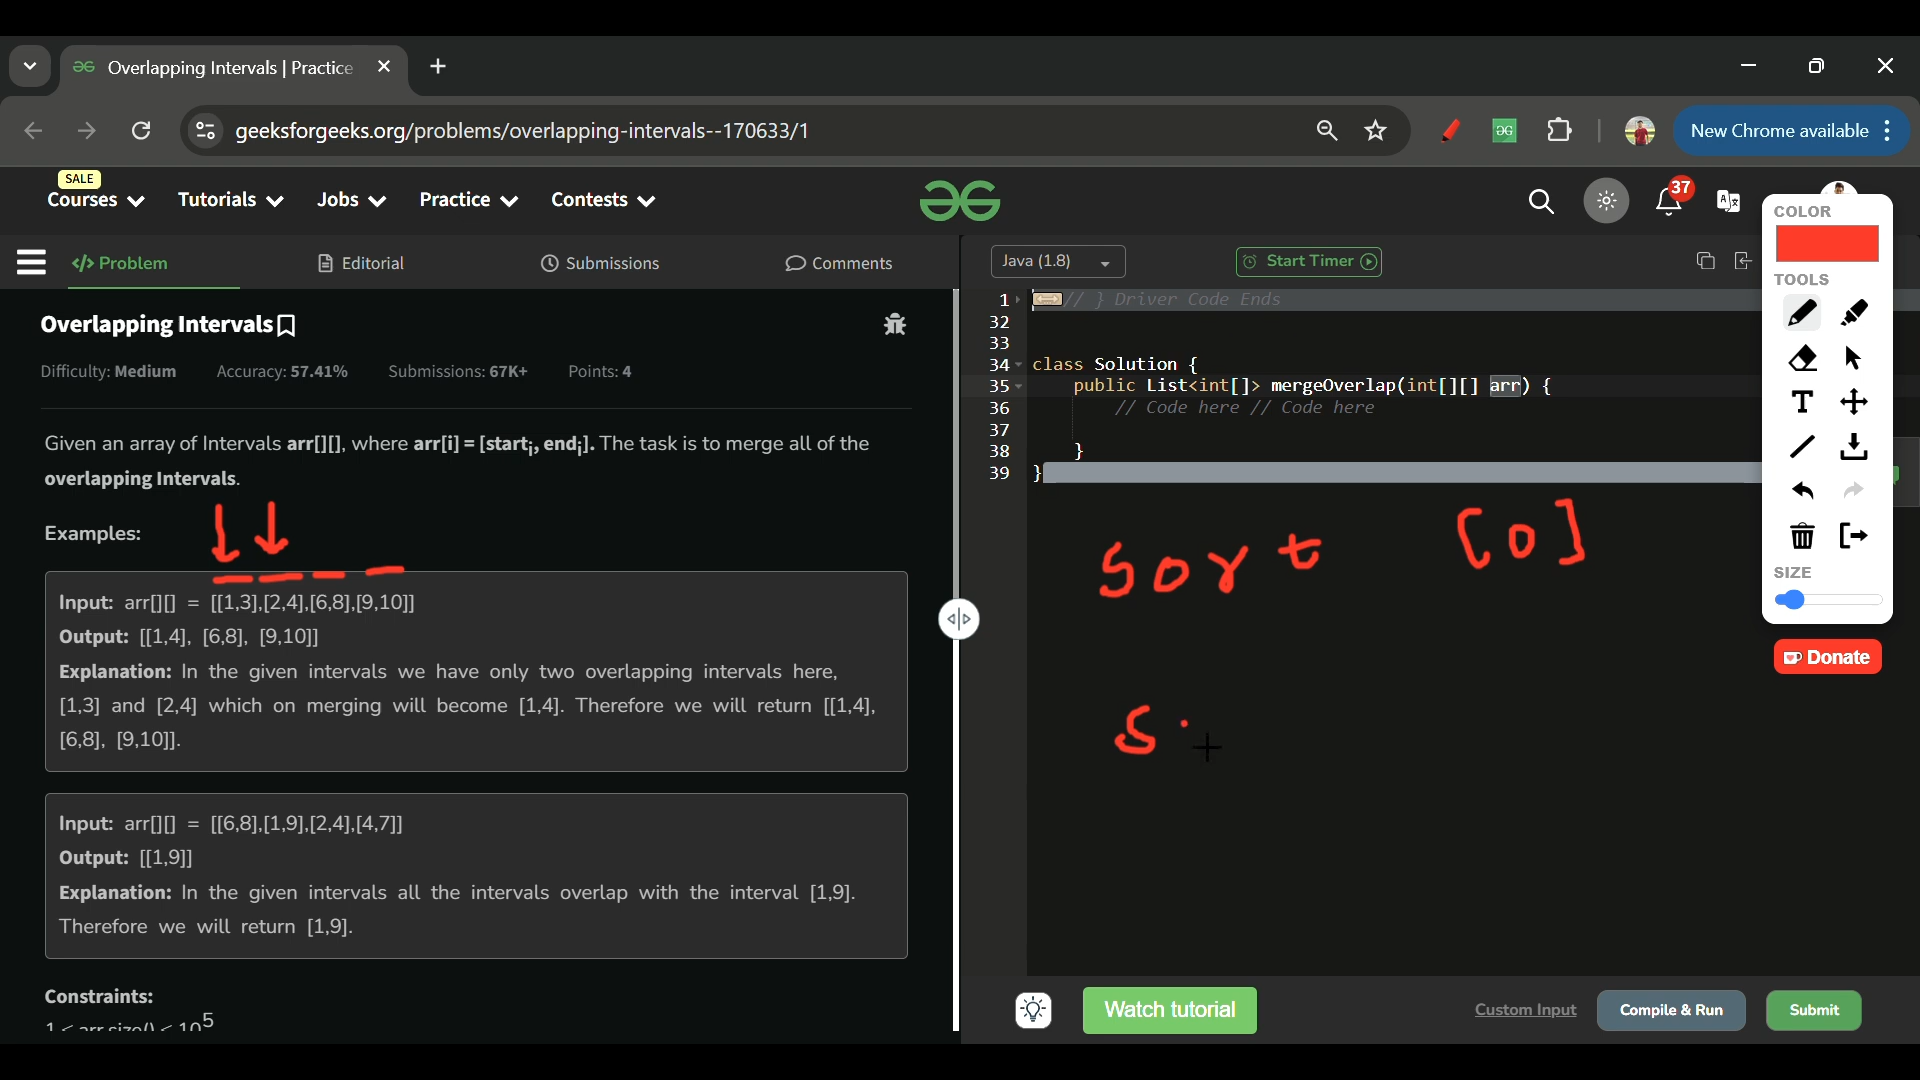 Overlapping Intervals | Practice
geeksforgeeks.org/problems/overlapping-intervals--170633/1
New Chrome available
SALE
Courses Tutorials Jobs Practice Contests
37
COLOR
TOOLS
SIZE
Donate
</> Problem Editorial Submissions Comments
Java (1.8) Start Timer
Overlapping Intervals
Difficulty: Medium Accuracy: 57.41% Submissions: 67K+ Points: 4
Given an array of Intervals arr[][], where arr[i] = [starti, endi]. The task is to merge all of the
overlapping Intervals.
Examples:
Input: arr[][] = [[1,3],[2,4],[6,8],[9,10]]
Output: [[1,4], [6,8], [9,10]]
Explanation: In the given intervals we have only two overlapping intervals here,
[1,3] and [2,4] which on merging will become [1,4]. Therefore we will return [[1,4],
[6,8], [9,10]].
Input: arr[][] = [[6,8],[1,9],[2,4],[4,7]]
Output: [[1,9]]
Explanation: In the given intervals all the intervals overlap with the interval [1,9].
Therefore we will return [1,9].
Constraints:
1 ≤ arr.size() ≤ 10^5
1 // } Driver Code Ends
32
33
34 class Solution {
35 public List<int[]> mergeOverlap(int[][] arr) {
36 // Code here // Code here
37
38 }
39 }
Sort [0]
S
Watch tutorial Custom Input Compile & Run Submit